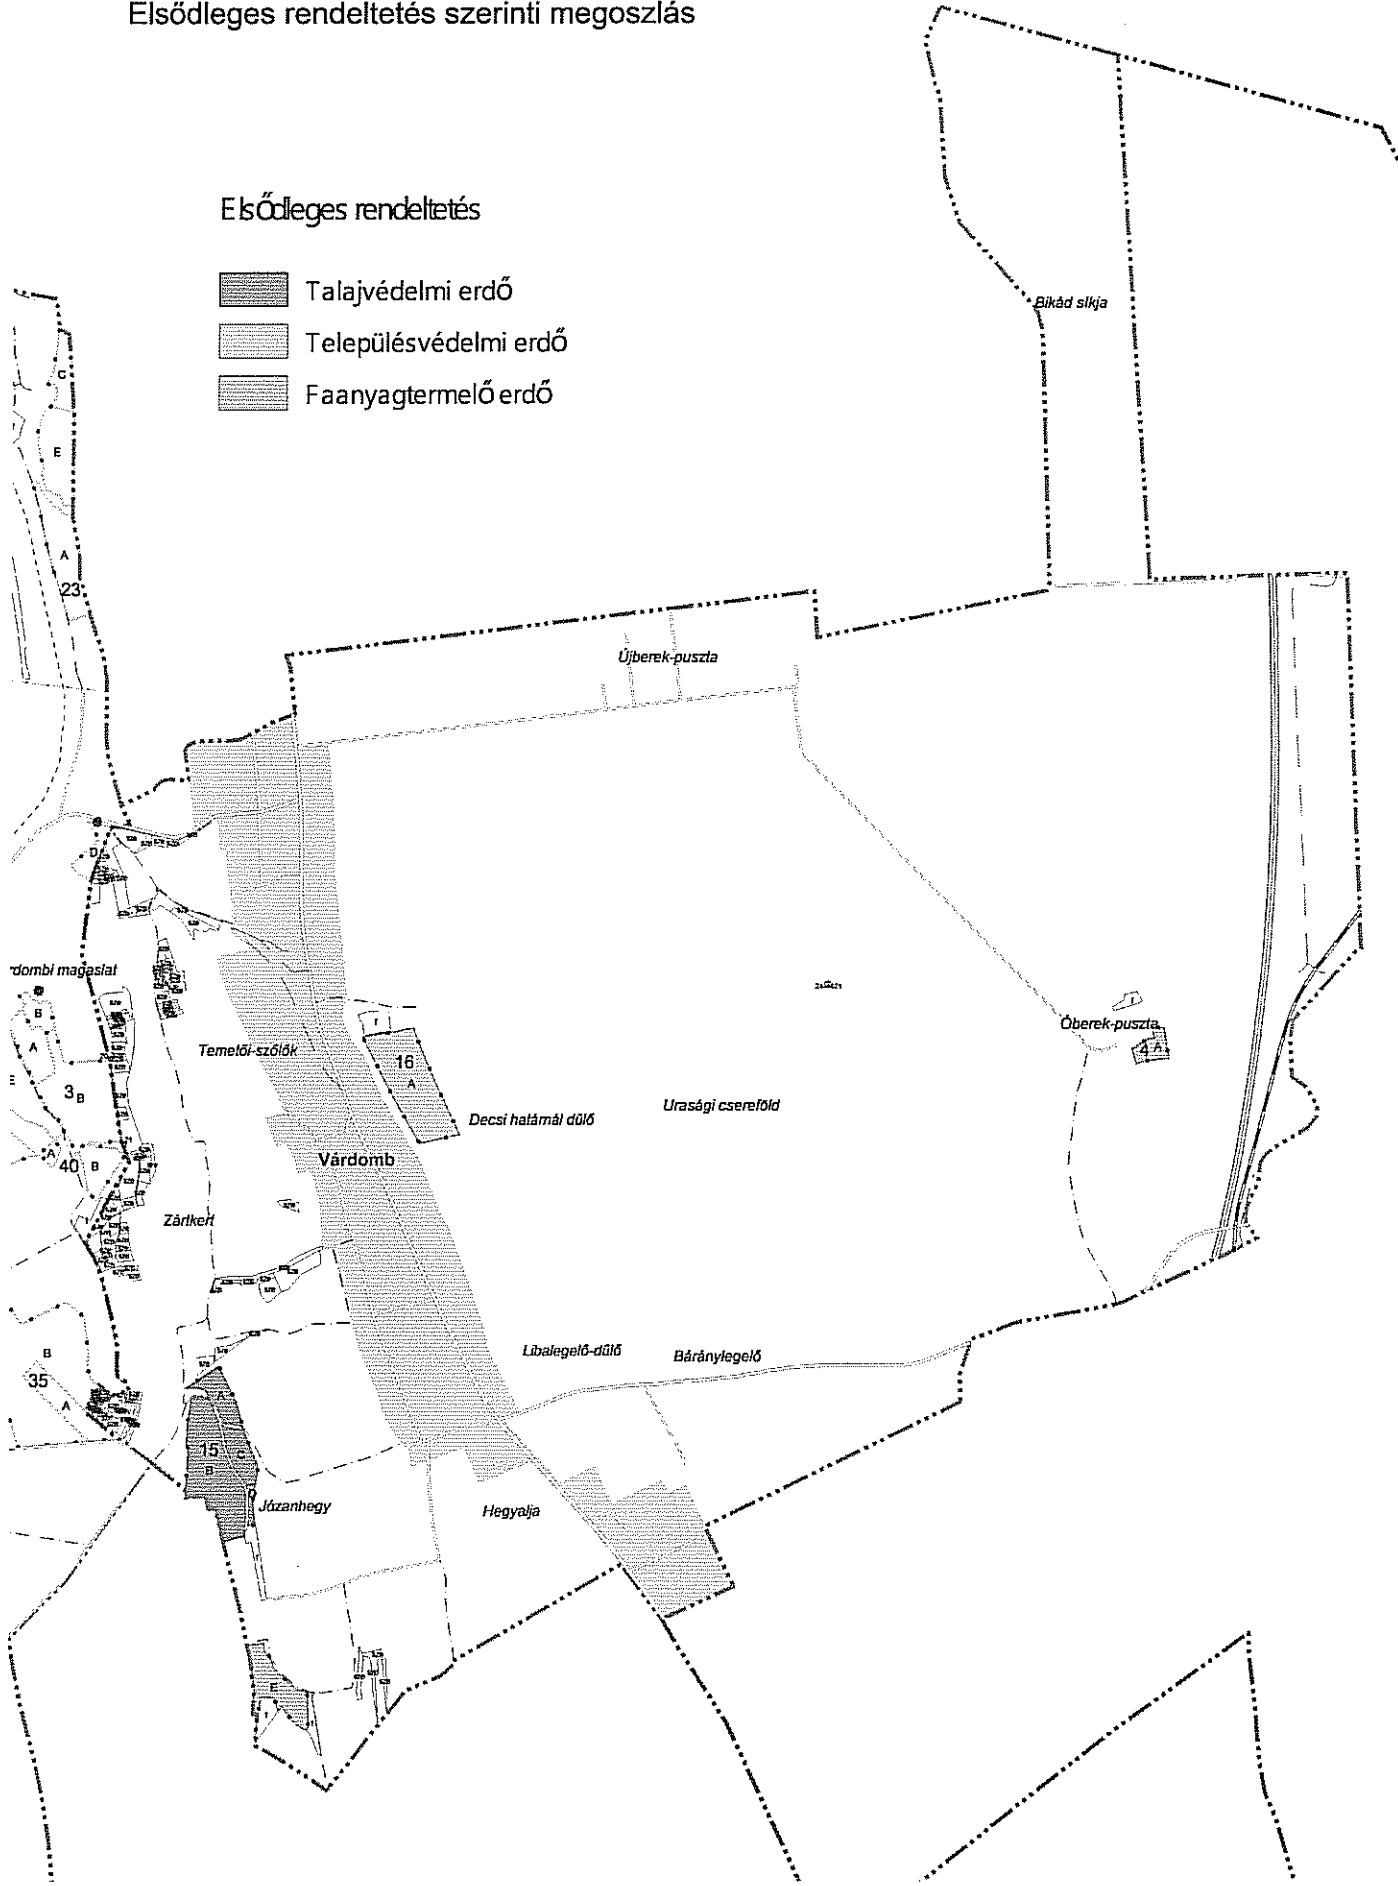 Elsődleges rendeltetés szerinti megoszlás
Elsődleges rendeltetés
Talajvédelmi erdő
Településvédelmi erdő
Faanyagtermelő erdő
Bikád síkja
C
E
A
23
Újberek-puszta
D
dombi magaslat
B
A
E
3 B
A
40
B
Temetői-szőlők
16
A
Decsi határnál dűlő
Urasági cserefőld
Óberek-puszta
4 A
Várdomb
Zártkert
B
35
A
Libalegelő-dűlő
Báránylegelő
A
15
C
B
Józanhegy
Hegyalja
E